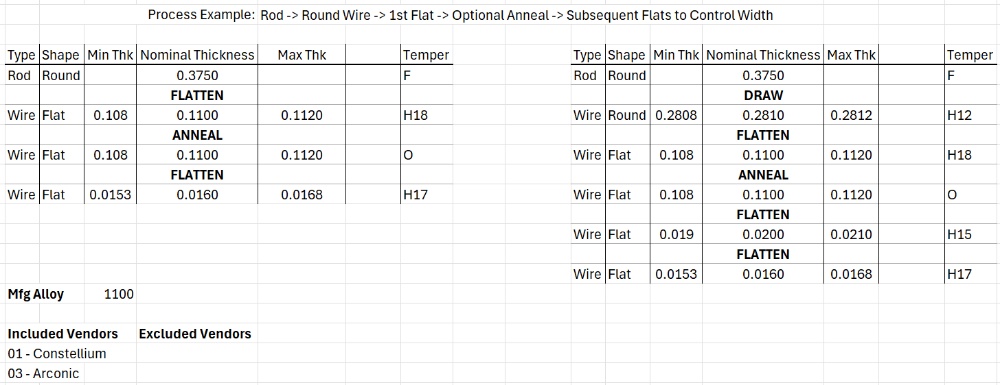 Process Example: Rod -> Round Wire -> 1st Flat -> Optional Anneal -> Subsequent Flats to Control Width
Type Shape Min Thk Nominal Thickness Max Thk Temper
Rod Round 0.3750 F
FLATTEN
Wire Flat 0.108 0.1100 0.1120 H18
ANNEAL
Wire Flat 0.108 0.1100 0.1120 O
FLATTEN
Wire Flat 0.0153 0.0160 0.0168 H17
Type Shape Min Thk Nominal Thickness Max Thk Temper
Rod Round 0.3750 F
DRAW
Wire Round 0.2808 0.2810 0.2812 H12
FLATTEN
Wire Flat 0.108 0.1100 0.1120 H18
ANNEAL
Wire Flat 0.108 0.1100 0.1120 O
FLATTEN
Wire Flat 0.019 0.0200 0.0210 H15
FLATTEN
Wire Flat 0.0153 0.0160 0.0168 H17
Mfg Alloy 1100
Included Vendors Excluded Vendors
01 - Constellium
03 - Arconic